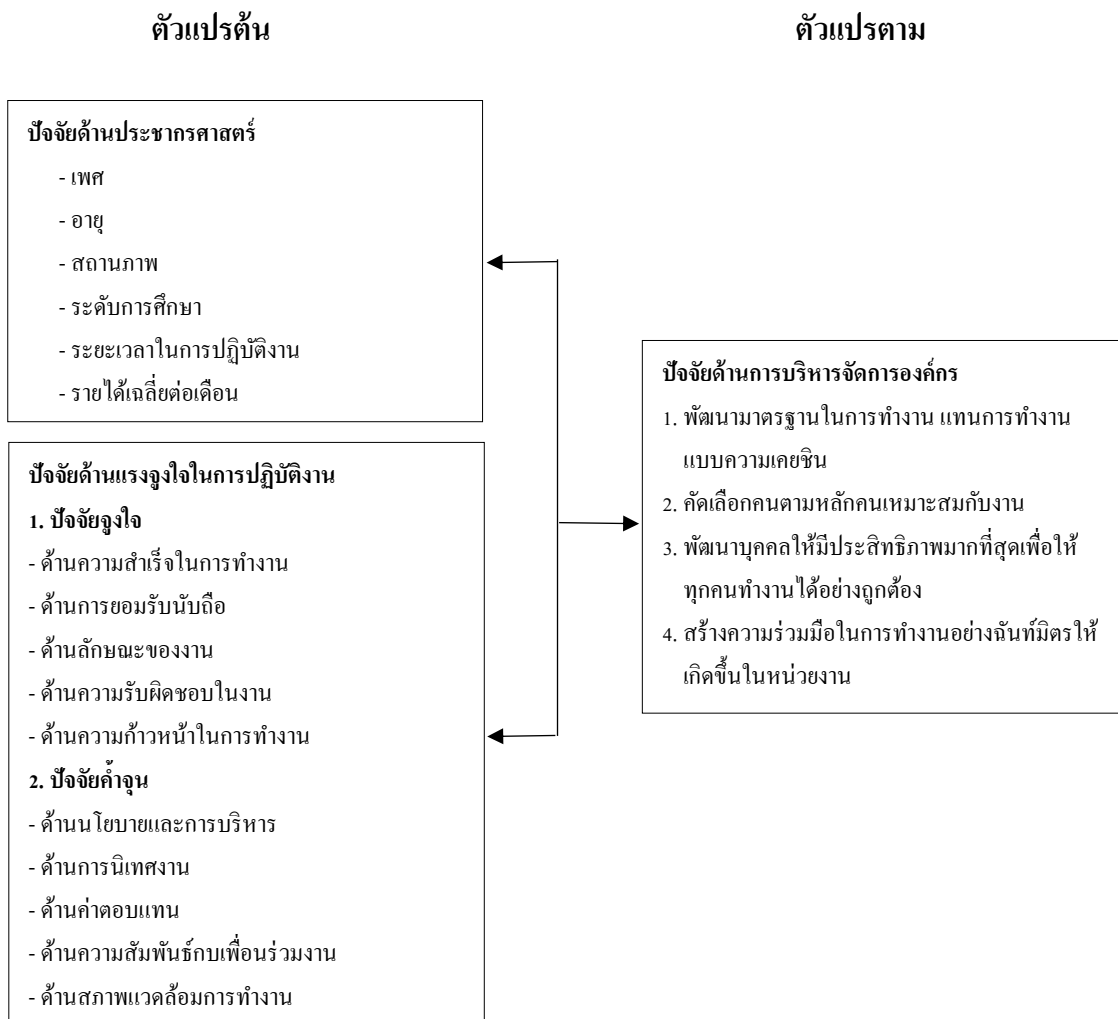 ตัวแปรต้น
ตัวแปรตาม
ปัจจัยด้านประชากรศาสตร์
- เพศ
- อายุ
- สถานภาพ
- ระดับการศึกษา
- ระยะเวลาในการปฏิบัติงาน
- รายได้เฉลี่ยต่อเดือน
ปัจจัยด้านแรงจูงใจในการปฏิบัติงาน
1. ปัจจัยจูงใจ
- ด้านความสำเร็จในการทำงาน
- ด้านการยอมรับนับถือ
- ด้านลักษณะของงาน
- ด้านความรับผิดชอบในงาน
- ด้านความก้าวหน้าในการทำงาน
2. ปัจจัยค้ำจุน
- ด้านนโยบายและการบริหาร
- ด้านการนิเทศงาน
- ด้านค่าตอบแทน
- ด้านความสัมพันธ์กบเพื่อนร่วมงาน
- ด้านสภาพแวดล้อมการทำงาน
ปัจจัยด้านการบริหารจัดการองค์กร
1. พัฒนามาตรฐานในการทำงาน แทนการทำงาน
แบบความเคยชิน
2. คัดเลือกคนตามหลักคนเหมาะสมกับงาน
3. พัฒนาบุคคลให้มีประสิทธิภาพมากที่สุดเพื่อให้
ทุกคนทำงานได้อย่างถูกต้อง
4. สร้างความร่วมมือในการทำงานอย่างฉันท์มิตรให้
เกิดขึ้นในหน่วยงาน